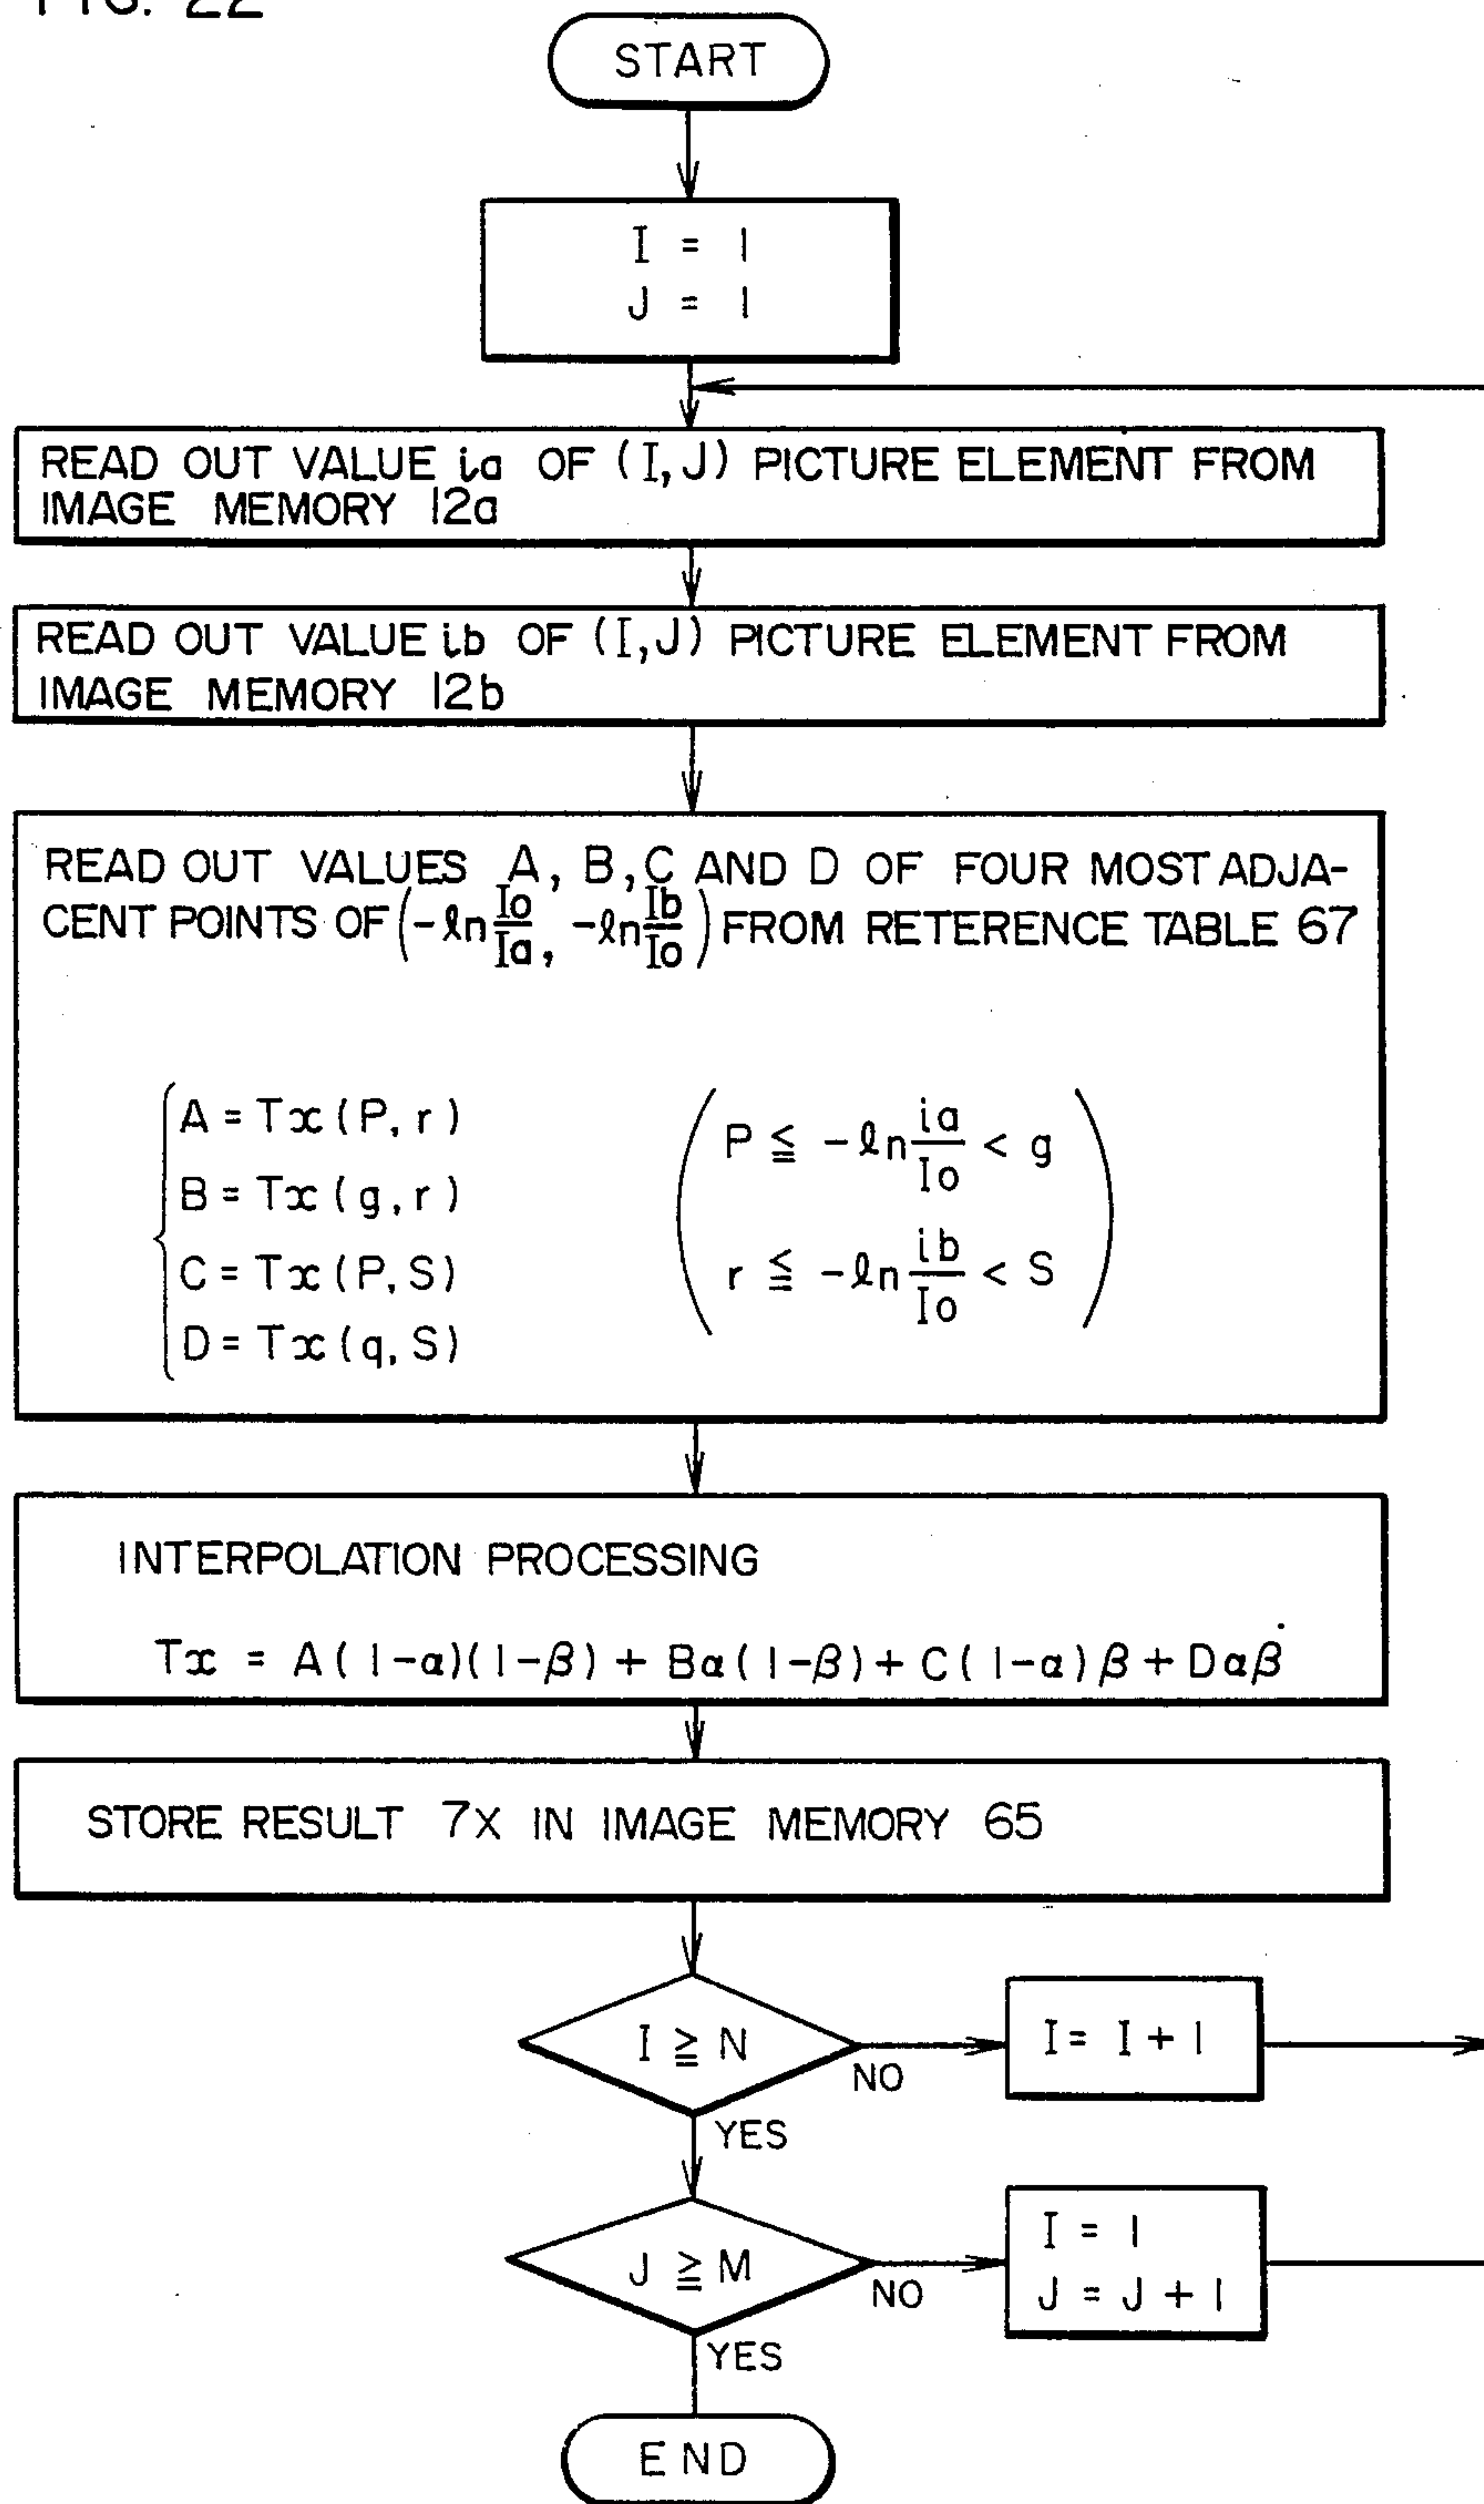 FIG. 22
START
I = 1
J = 1
READ OUT VALUE ia OF (I,J) PICTURE ELEMENT FROM
IMAGE MEMORY 12a
READ OUT VALUE ib OF (I,J) PICTURE ELEMENT FROM
IMAGE MEMORY 12b
READ OUT VALUES A, B, C AND D OF FOUR MOST ADJA-
CENT POINTS OF (-ln Io/Ia, -ln Ib/Io) FROM RETERENCE TABLE 67
A = Tx(P, r)
B = Tx(g, r)
C = Tx(P, S)
D = Tx(q, S)
P ≦ -ln ia/Io < g
r ≦ -ln ib/Io < S
INTERPOLATION PROCESSING
Tx = A(1-α)(1-β) + Bα(1-β) + C(1-α)β + Dαβ
STORE RESULT 7X IN IMAGE MEMORY 65
I ≧ N
NO
I = I + 1
YES
J ≧ M
NO
I = 1
J = J + 1
YES
END